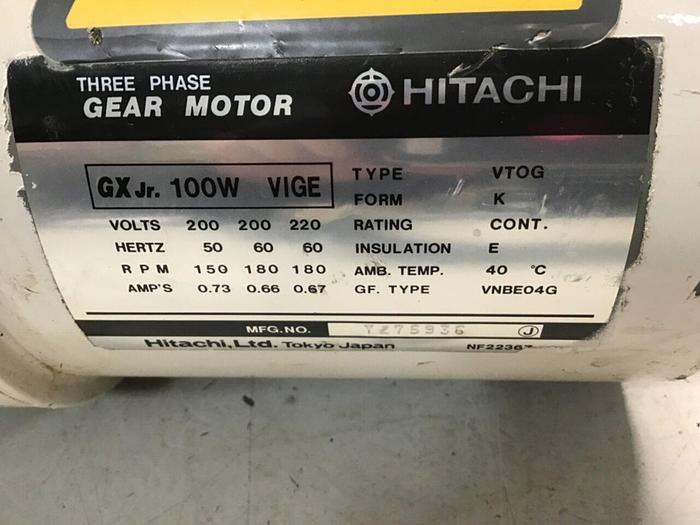 THREE PHASE
GEAR MOTOR
HITACHI
GX Jr. 100W VIGE
VOLTS 200 200 220
HERTZ 50 60 60
RPM 150 180 180
AMP'S 0.73 0.66 0.67
TYPE VTOG
FORM K
RATING CONT.
INSULATION E
AMB. TEMP. 40 °C
GF. TYPE VNBE04G
MFG.NO. TZ75936 J
Hitachi, Ltd. Tokyo Japan